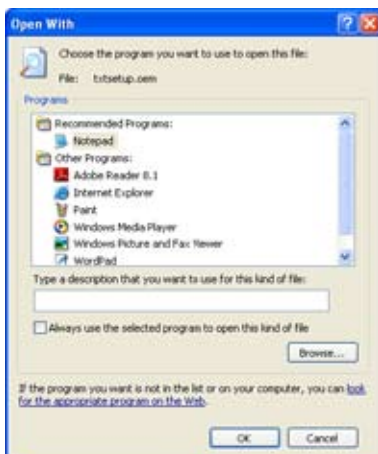 Open With
Choose the program you want to use to open this file:
File: txtsetup.oem
Programs
Recommended Programs:
Notepad
Other Programs:
Adobe Reader 8.1
Internet Explorer
Paint
Windows Media Player
Windows Picture and Fax Viewer
WordPad
Type a description that you want to use for this kind of file:
Always use the selected program to open this kind of file
Browse...
If the program you want is not in the list or on your computer, you can look
for the appropriate program on the Web.
OK
Cancel